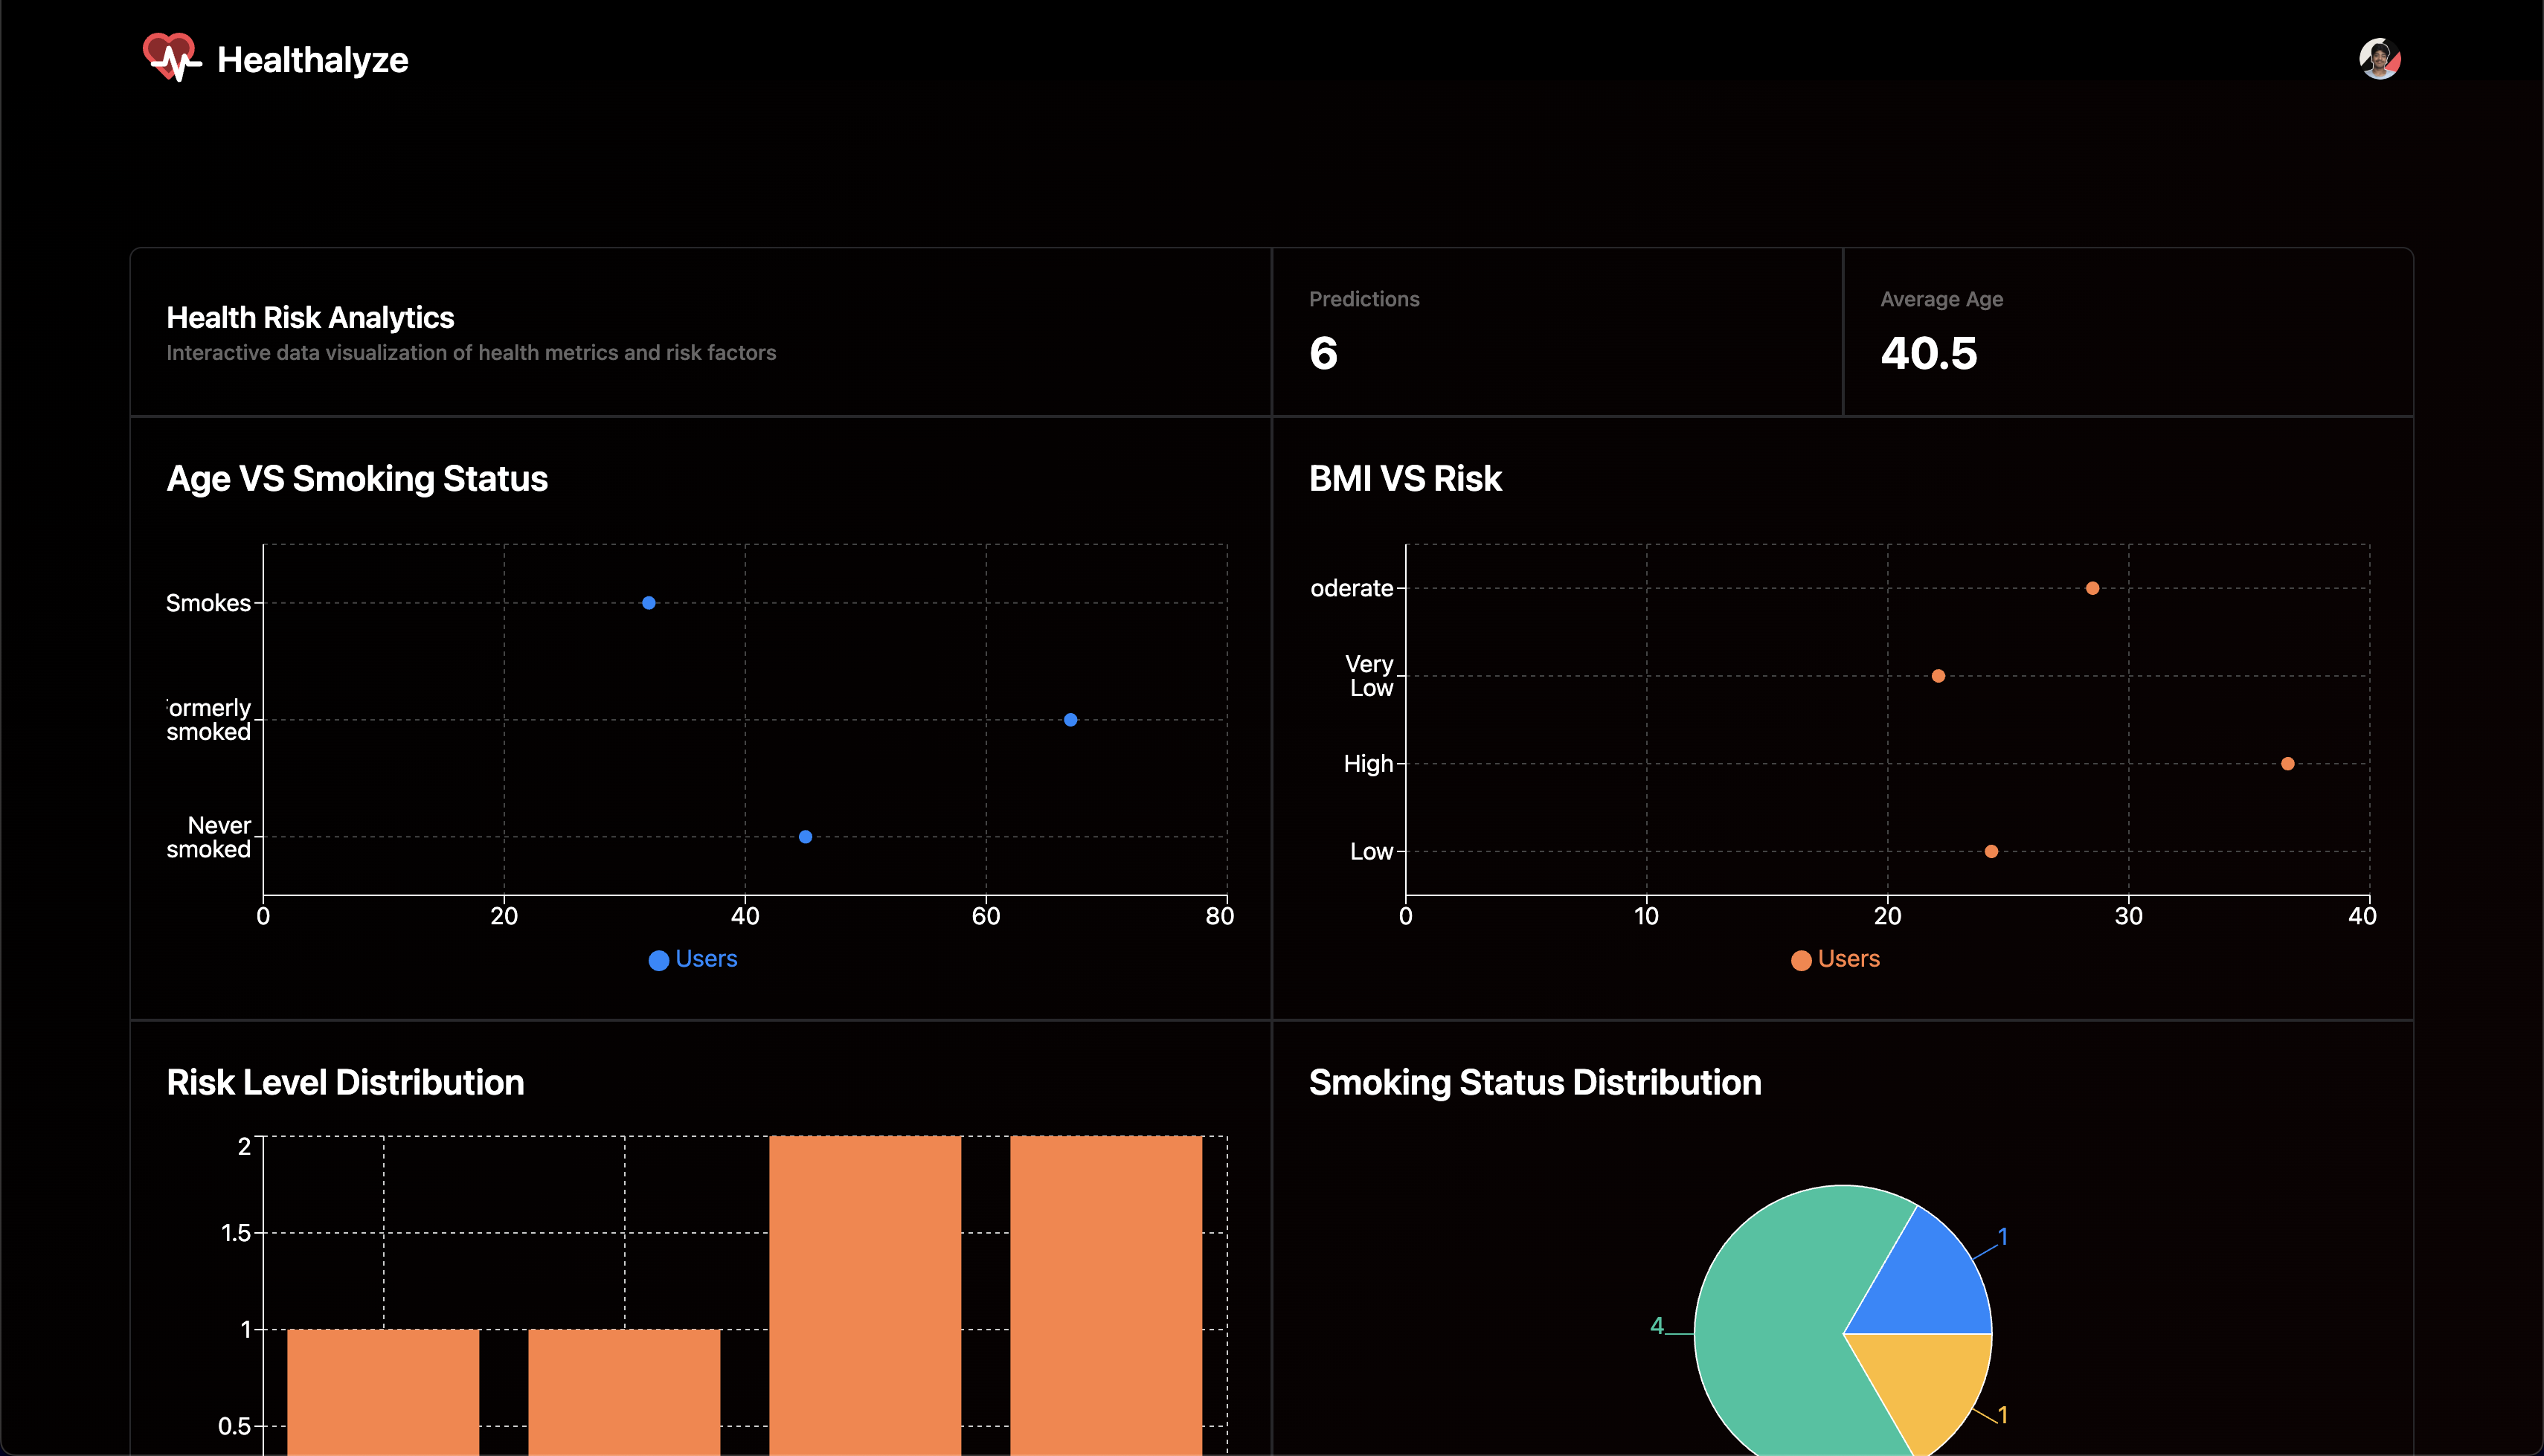 Healthalyze
Health Risk Analytics
Interactive data visualization of health metrics and risk factors
Predictions
6
Average Age
40.5
Age VS Smoking Status
Smokes
ormerly
smoked
Never
smoked
0 20 40 60 80
Users
BMI VS Risk
oderate
Very
Low
High
Low
0 10 20 30 40
Users
Risk Level Distribution
2
1.5
1
0.5
Smoking Status Distribution
1
4
1